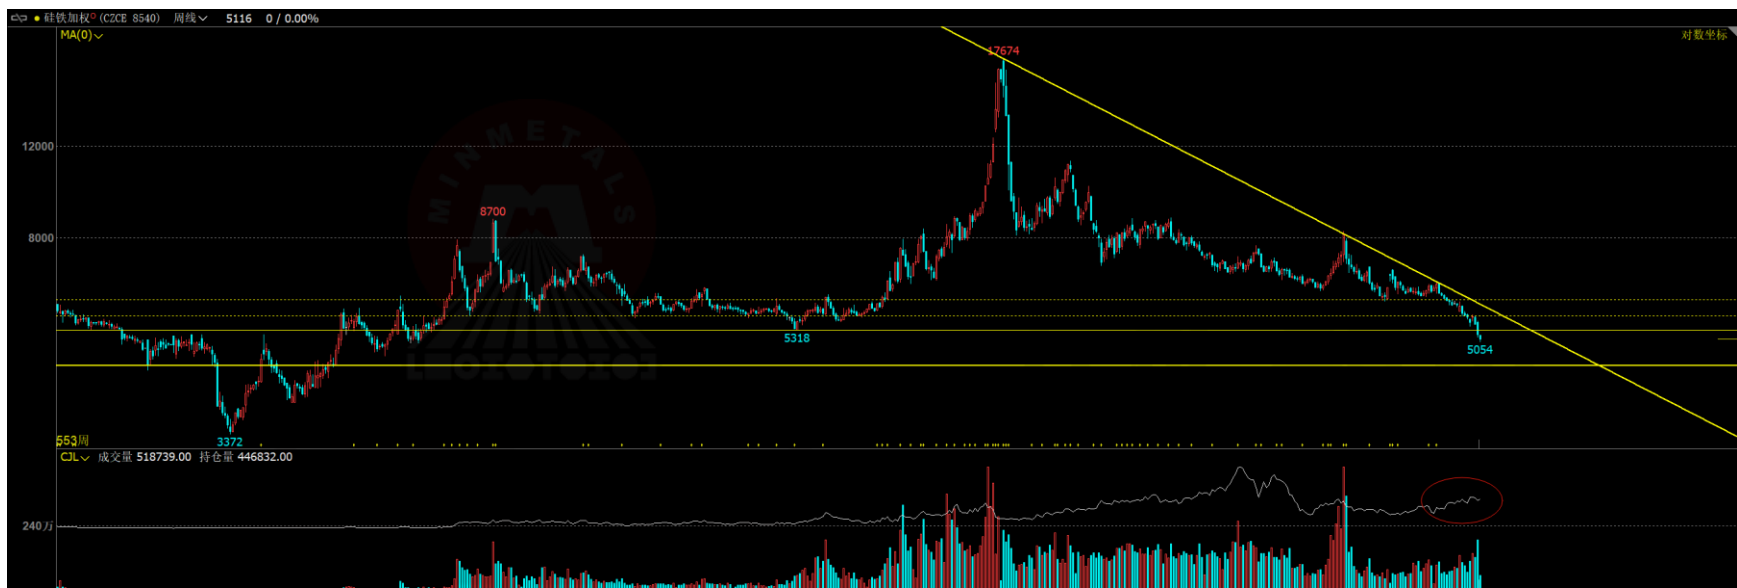 硅铁加权 (CZCE 8540) 周线 5116 0 / 0.00%
MA(0)
对数坐标
17674
12000
MINMETALS
8700
8000
5318
5054
3372
553周
CJL 成交量 518739.00 持仓量 446832.00
240万